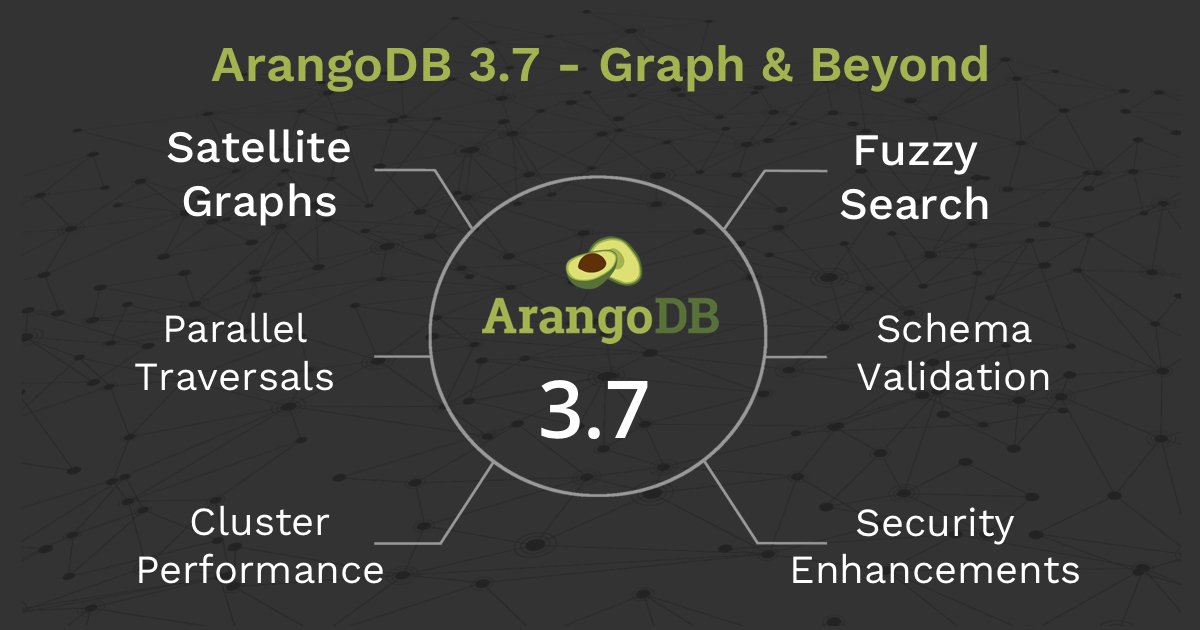 ArangoDB 3.7 - Graph & Beyond
Satellite
Graphs
Fuzzy
Search
ArangoDB
3.7
Parallel
Traversals
Schema
Validation
Cluster
Performance
Security
Enhancements